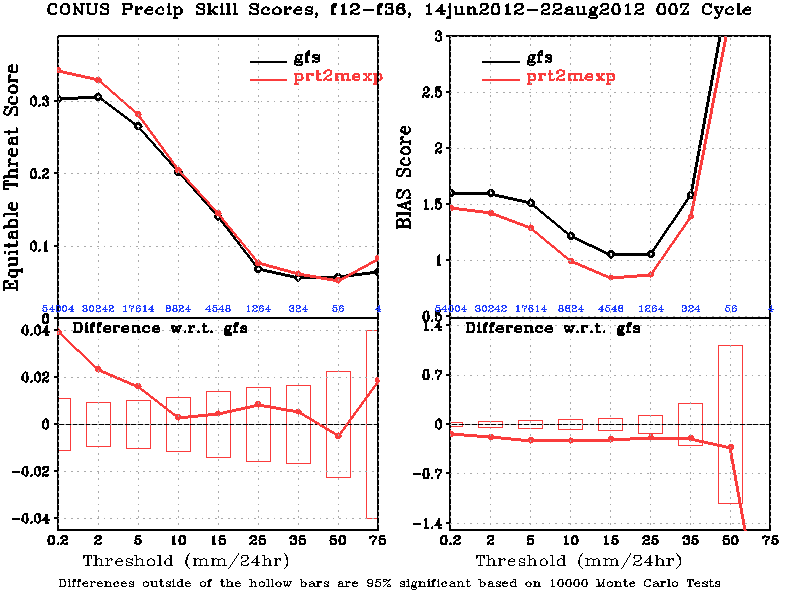 CONUS Precip Skill Scores, f12-f36, 14jun2012-22aug2012 00Z Cycle
Equitable Threat Score
gfs
prt2mexp
0.3
0.2
0.1
0
54004 30242 17614 8824 4548 1264 324 56 4
Difference w.r.t. gfs
0.04
0.02
0
-0.02
-0.04
0.2 2 5 10 15 25 35 50 75
Threshold (mm/24hr)
BIAS Score
gfs
prt2mexp
3
2.5
2
1.5
1
0.5
54004 30242 17614 8824 4548 1264 324 56 4
Difference w.r.t. gfs
1.4
0.7
0
-0.7
-1.4
0.2 2 5 10 15 25 35 50 75
Threshold (mm/24hr)
Differences outside of the hollow bars are 95% significant based on 10000 Monte Carlo Tests